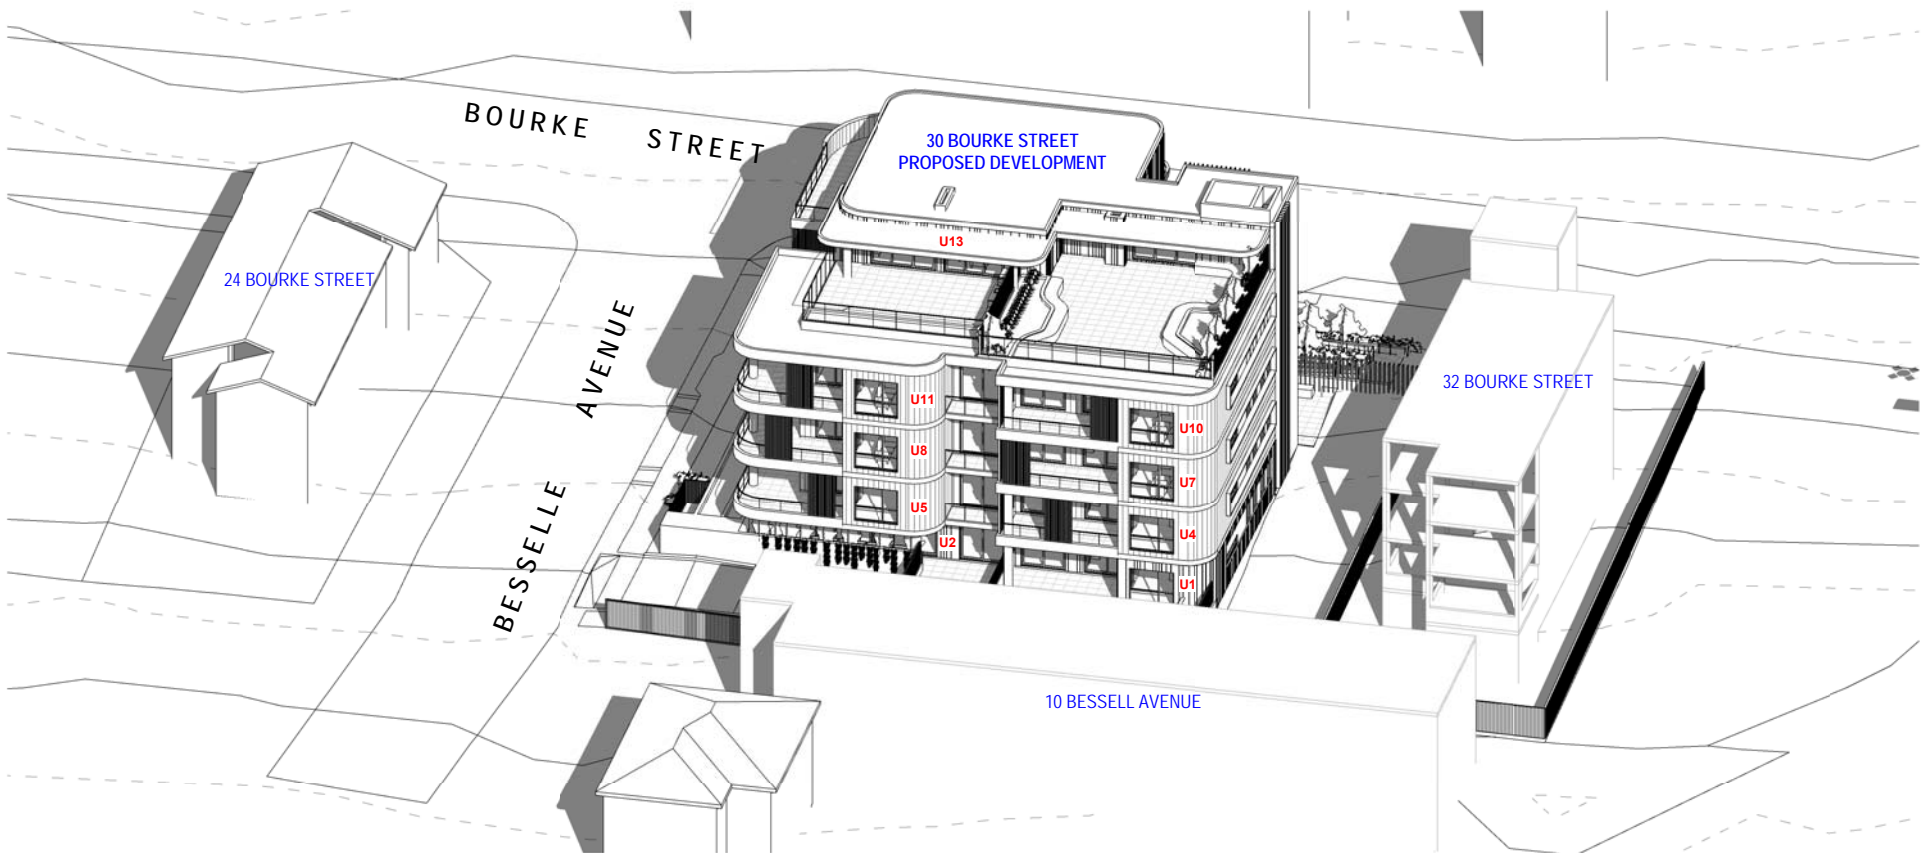 BOURKE STREET
30 BOURKE STREET
PROPOSED DEVELOPMENT
U13
24 BOURKE STREET
BESSELLE AVENUE
32 BOURKE STREET
U11
U10
U8
U7
U5
U4
U2
U1
10 BESSELL AVENUE